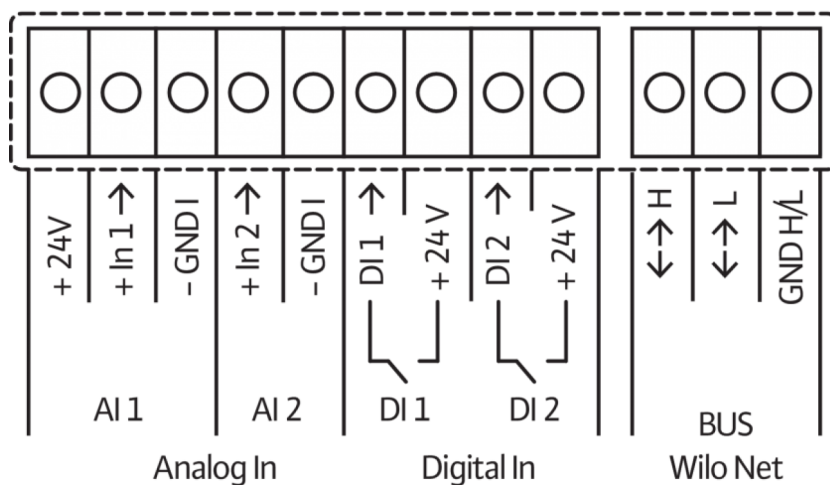 + 24V
+ In 1 →
– GND I
+ In 2 →
– GND I
DI 1 →
+ 24 V
DI 2 →
+ 24 V
↔ H
↔ L
GND H/L
AI 1
AI 2
DI 1
DI 2
BUS
Analog In
Digital In
Wilo Net